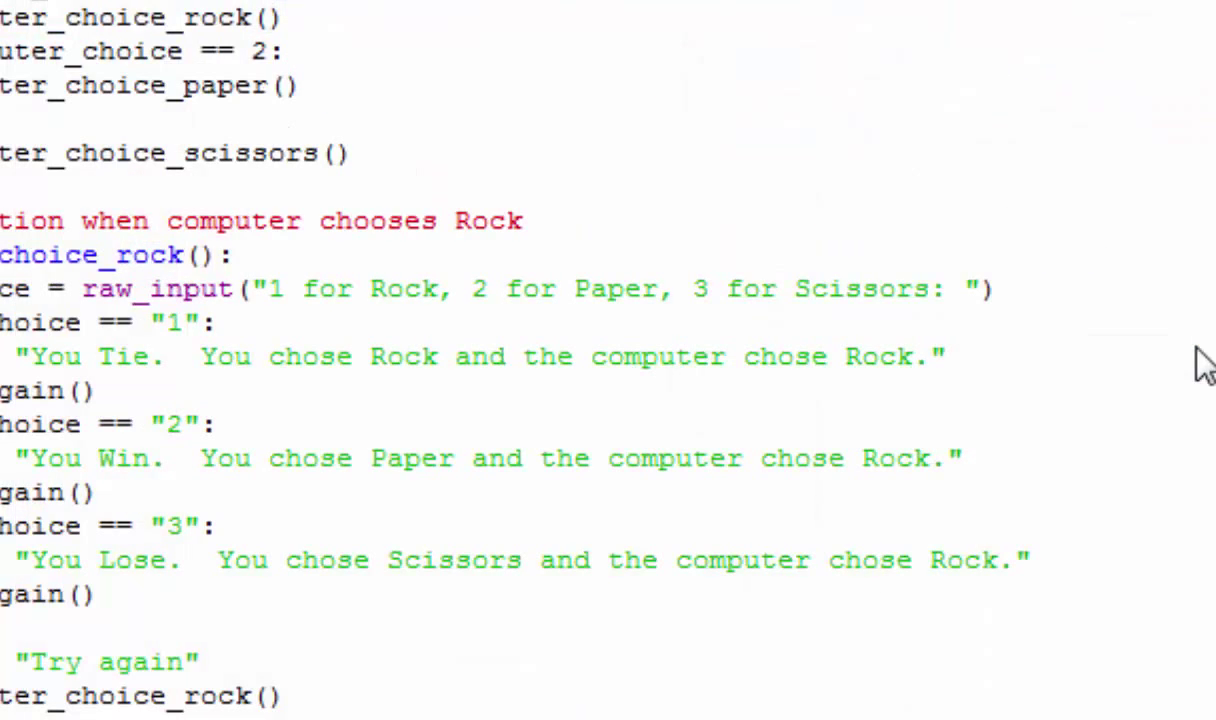 ter_choice_rock()
uter_choice == 2:
ter_choice_paper()
ter_choice_scissors()
tion when computer chooses Rock
choice_rock():
ce = raw_input("1 for Rock, 2 for Paper, 3 for Scissors: ")
hoice == "1":
"You Tie.  You chose Rock and the computer chose Rock."
gain()
hoice == "2":
"You Win.  You chose Paper and the computer chose Rock."
gain()
hoice == "3":
"You Lose.  You chose Scissors and the computer chose Rock."
gain()
"Try again"
ter_choice_rock()